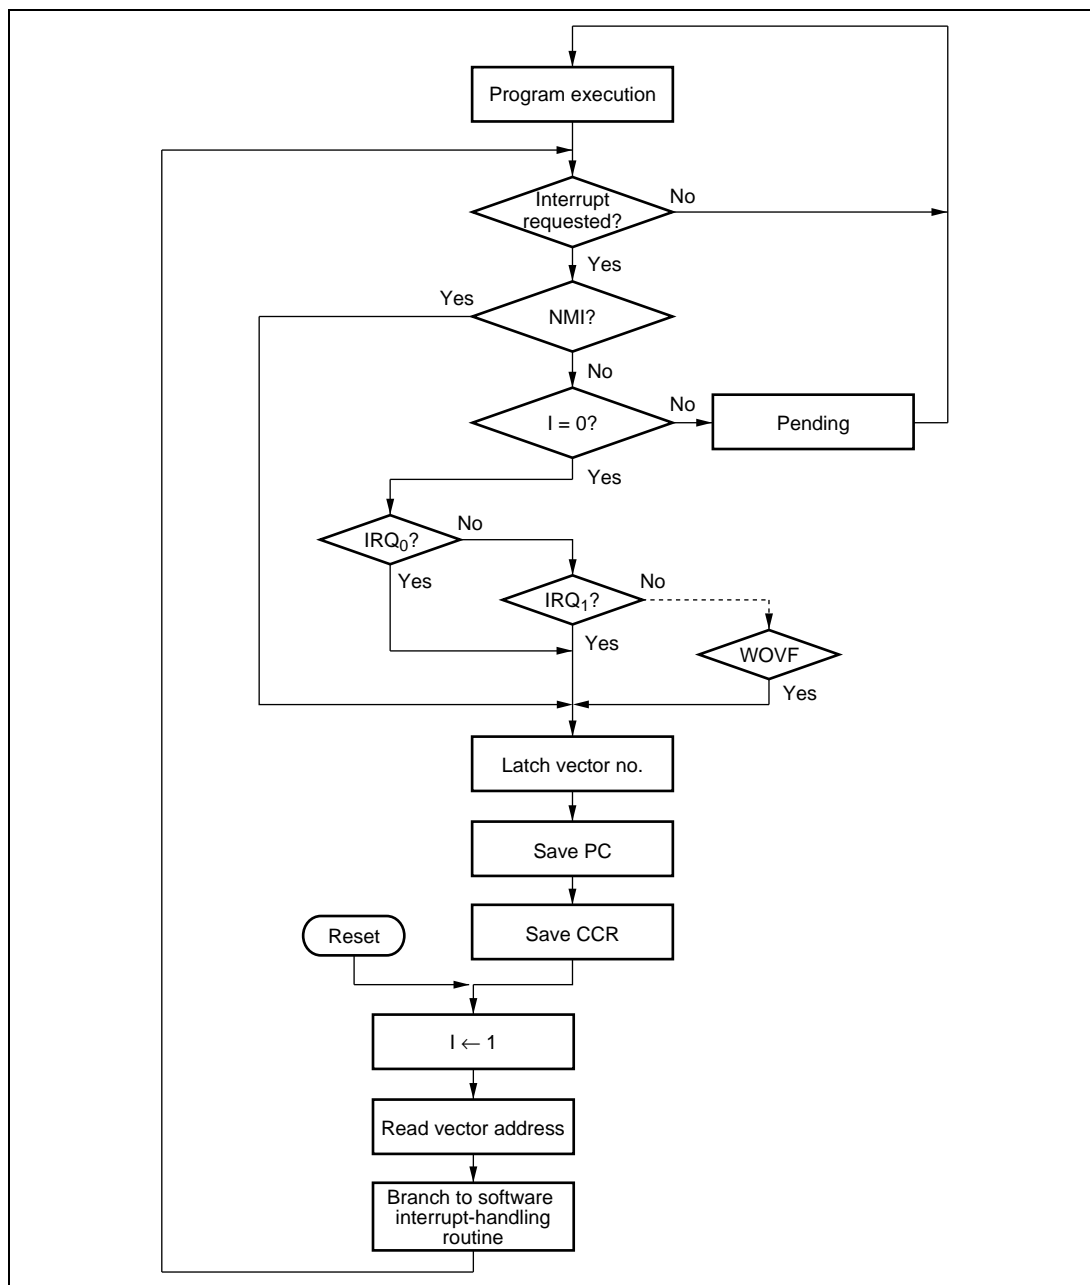 Program execution
Interrupt
requested?
No
Yes
Yes
NMI?
No
I = 0?
No
Pending
Yes
IRQ0?
No
Yes
IRQ1?
No
Yes
WOVF
Yes
Latch vector no.
Save PC
Save CCR
Reset
I ← 1
Read vector address
Branch to software
interrupt-handling
routine